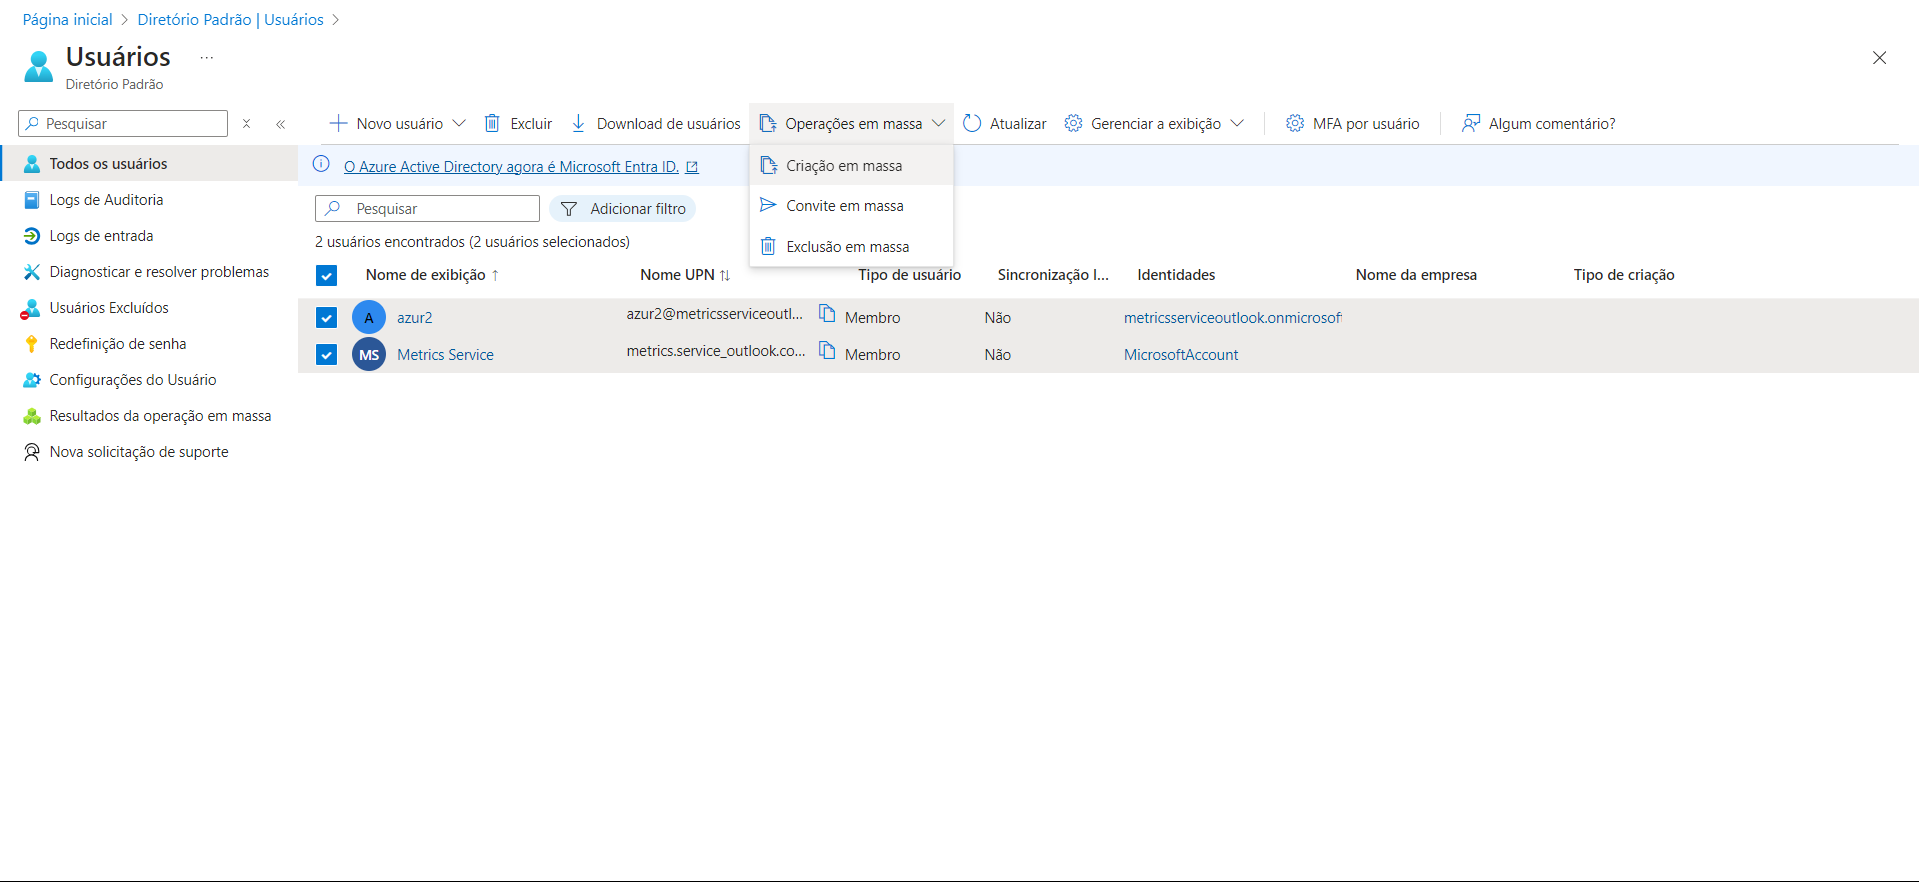 Página inicial > Diretório Padrão | Usuários >
Usuários ...
Diretório Padrão
Pesquisar
Novo usuário
Excluir
Download de usuários
Operações em massa
Atualizar
Gerenciar a exibição
MFA por usuário
Algum comentário?
Todos os usuários
Logs de Auditoria
Logs de entrada
Diagnosticar e resolver problemas
Usuários Excluídos
Redefinição de senha
Configurações do Usuário
Resultados da operação em massa
Nova solicitação de suporte
O Azure Active Directory agora é Microsoft Entra ID.
Criação em massa
Convite em massa
Exclusão em massa
Pesquisar
Adicionar filtro
2 usuários encontrados (2 usuários selecionados)
Nome de exibição ↑ Nome UPN ↑↓ Tipo de usuário Sincronização l... Identidades Nome da empresa Tipo de criação
A azur2 azur2@metricsserviceoutl... Membro Não metricsserviceoutlook.onmicrosof
MS Metrics Service metrics.service_outlook.co... Membro Não MicrosoftAccount